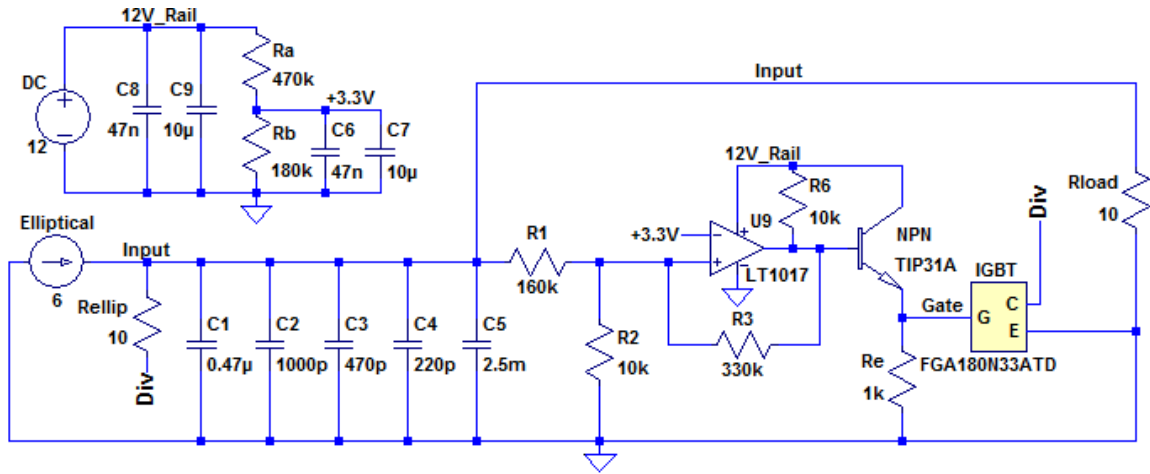 12V_Rail
DC
12
C8
47n
C9
10µ
Ra
470k
+3.3V
Rb
180k
C6
47n
C7
10µ
Input
12V_Rail
R6
10k
U9
+3.3V
LT1017
NPN
TIP31A
Rload
10
Div
IGBT
G
C
E
FGA180N33ATD
Gate
Re
1k
Elliptical
6
Input
Rellip
10
Div
C1
0.47µ
C2
1000p
C3
470p
C4
220p
C5
2.5m
R1
160k
R2
10k
R3
330k